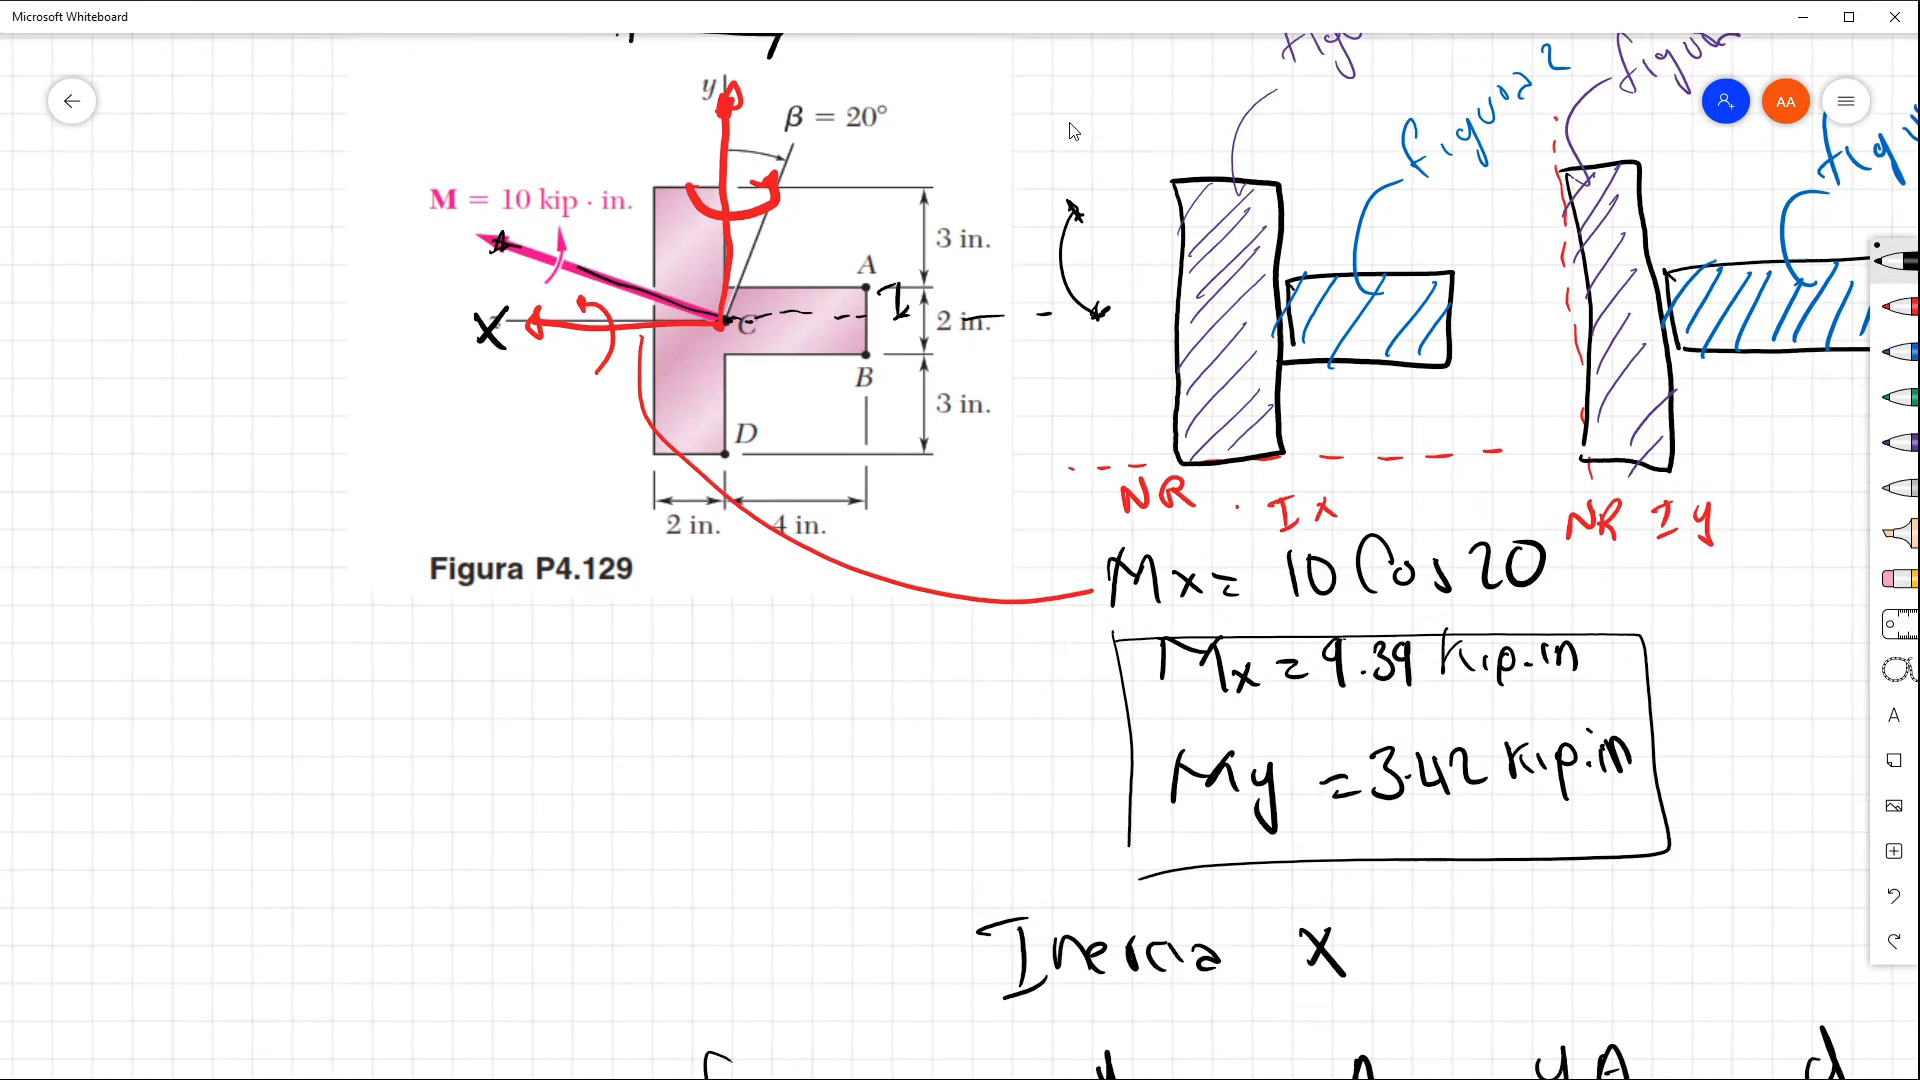 Microsoft Whiteboard
figura 2
AA
y
β = 20°
M = 10 kip · in.
3 in.
A
X
C
2 in.
B
3 in.
D
2 in.
4 in.
Figura P4.129
NR . Ix
NR Iy
Mx = 10 Cos 20
Mx = 9.39 Kip.in
My = 3.42 Kip.in
Inercia X
A
y A d